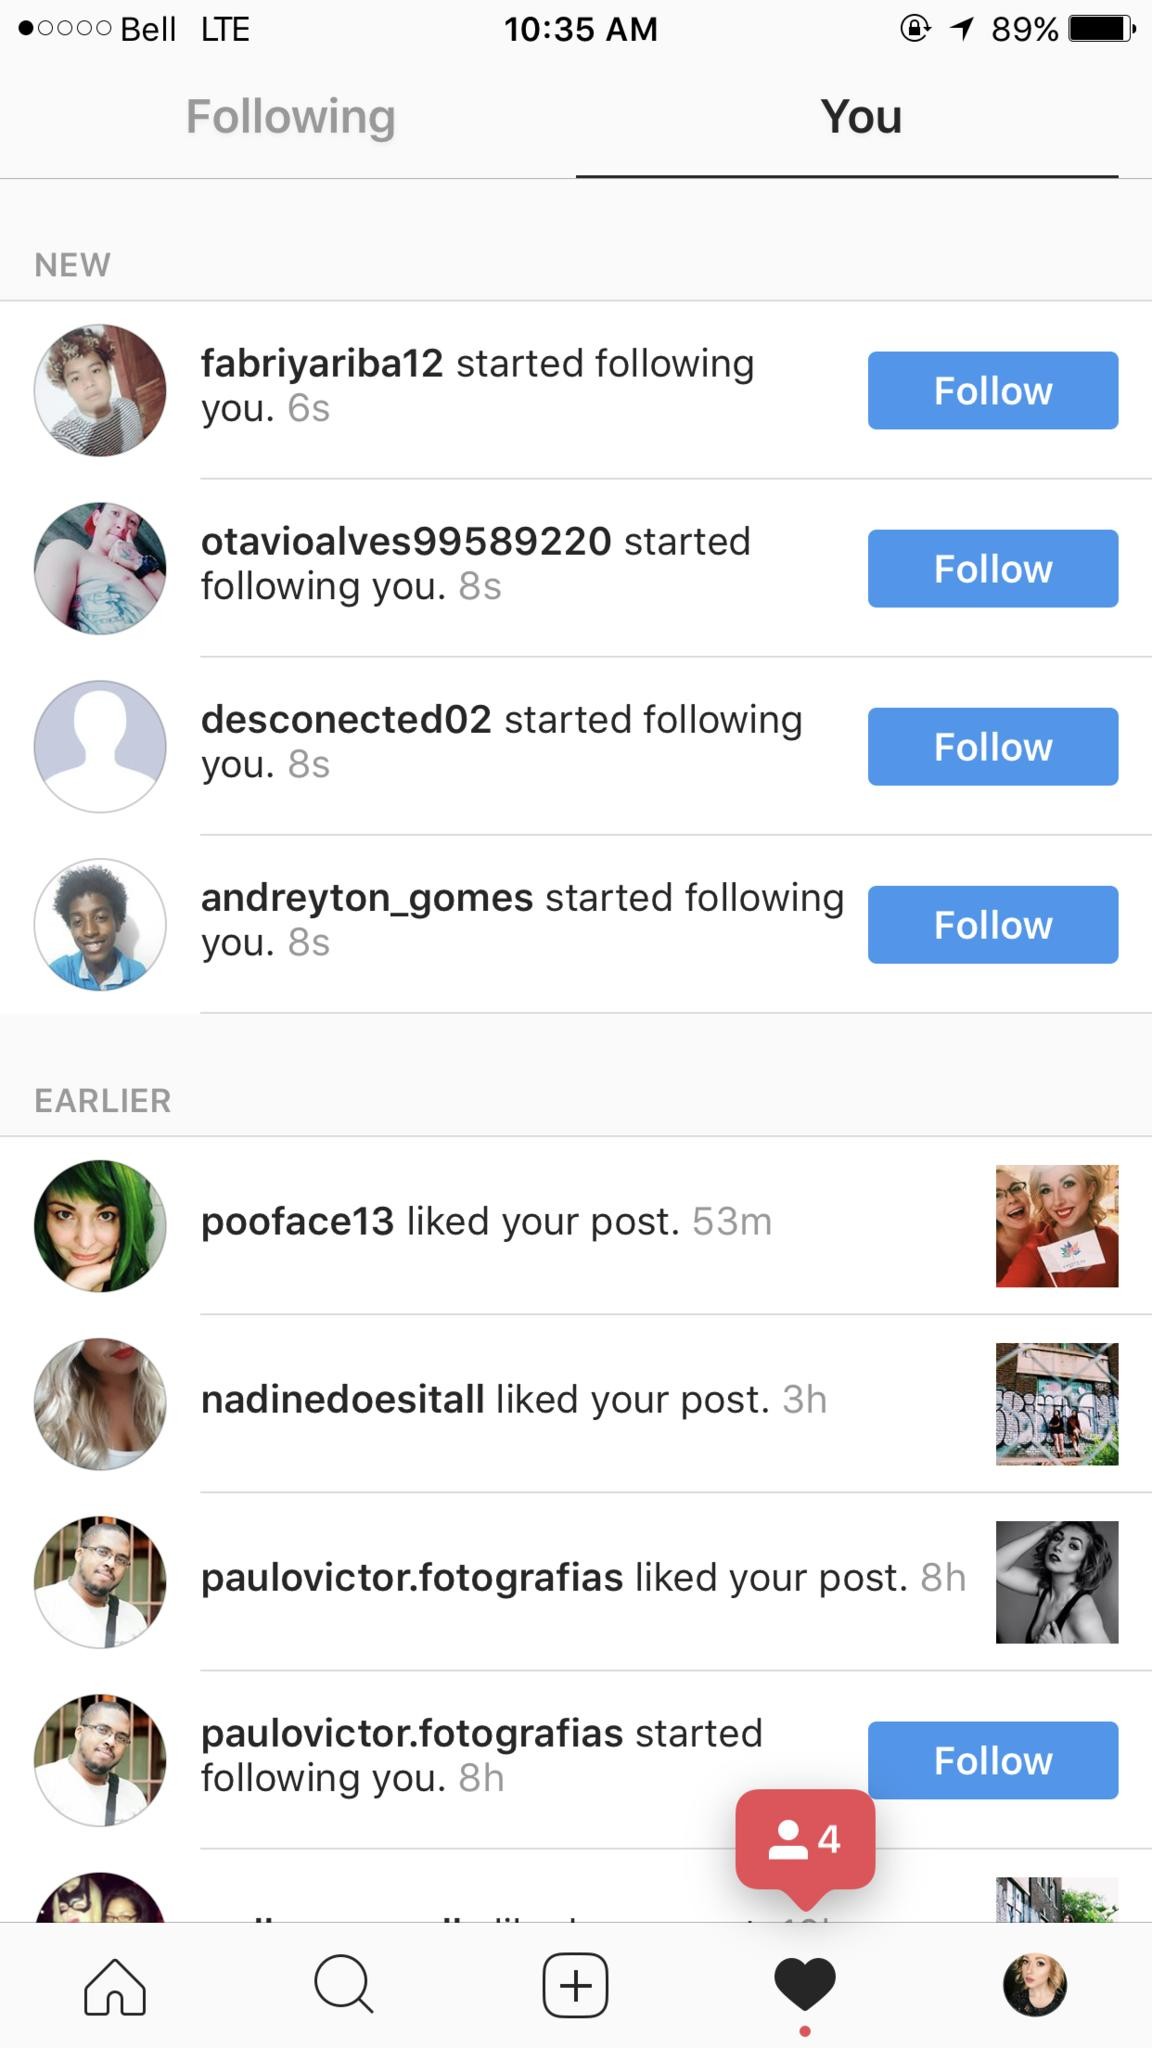 Bell LTE 10:35 AM 89%
Following You
NEW
fabriyariba12 started following
you. 6s
Follow
otavioalves99589220 started
following you. 8s
Follow
desconected02 started following
you. 8s
Follow
andreyton_gomes started following
you. 8s
Follow
EARLIER
pooface13 liked your post. 53m
nadinedoesitall liked your post. 3h
paulovictor.fotografias liked your post. 8h
paulovictor.fotografias started
following you. 8h
Follow
4